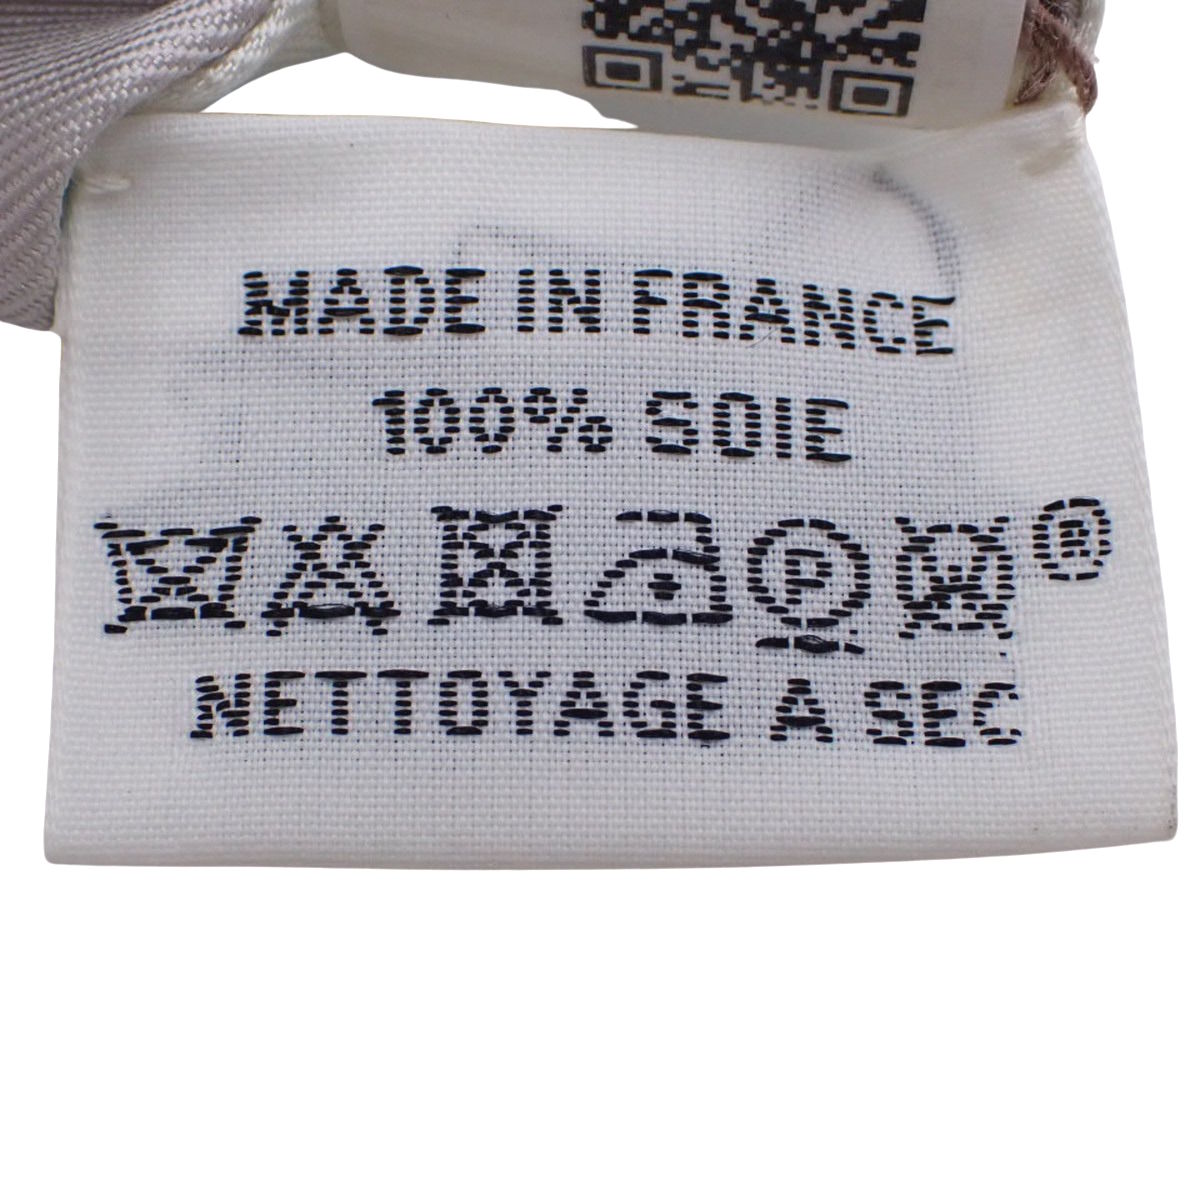 MADE IN FRANCE
100% SOIE
P W ®
NETTOYAGE A SEC